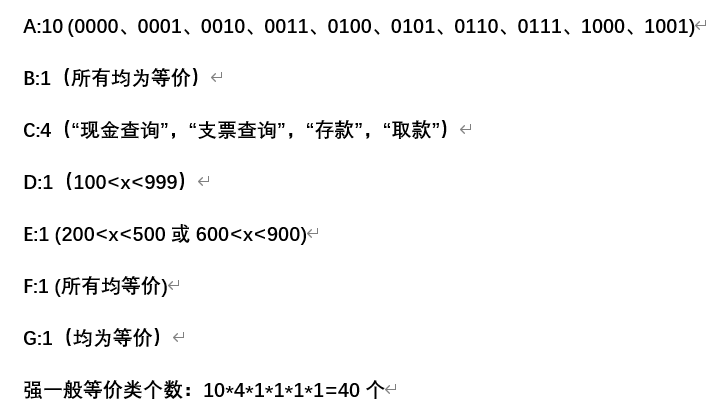 A:10 (0000、0001、0010、0011、0100、0101、0110、0111、1000、1001)↵
B:1（所有均为等价）↵
C:4（“现金查询”，“支票查询”，“存款”，“取款”）↵
D:1（100<x<999）↵
E:1 (200<x<500 或 600<x<900)↵
F:1 (所有均等价)↵
G:1（均为等价）↵
强一般等价类个数：10*4*1*1*1*1=40 个↵